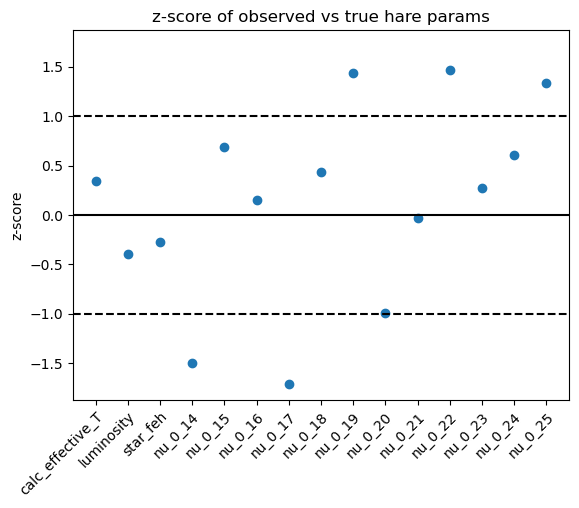 z-score of observed vs true hare params
z-score
1.5
1.0
0.5
0.0
−0.5
−1.0
−1.5
calc_effective_T
luminosity
star_feh
nu_0_14
nu_0_15
nu_0_16
nu_0_17
nu_0_18
nu_0_19
nu_0_20
nu_0_21
nu_0_22
nu_0_23
nu_0_24
nu_0_25